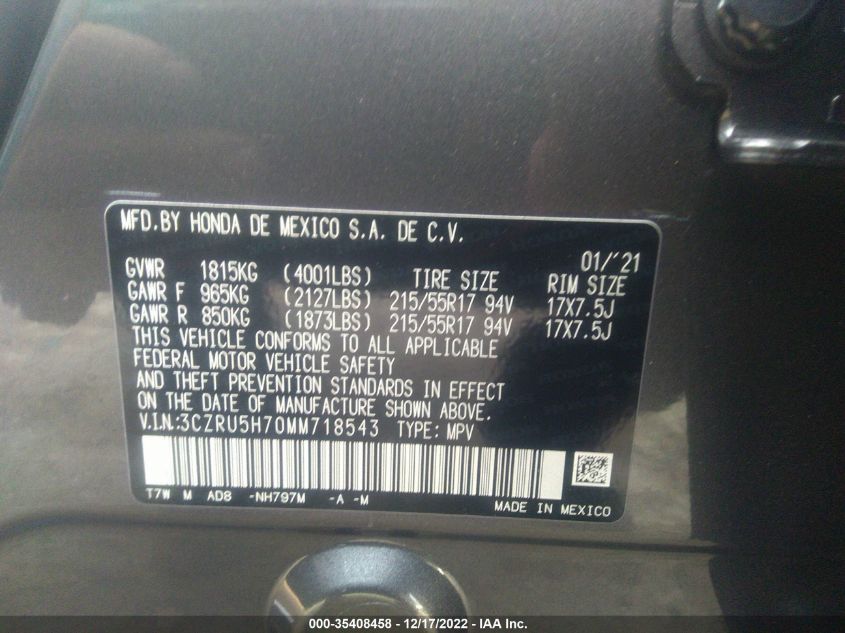 MFD.BY HONDA DE MEXICO S.A. DE C.V.
01/'21
GVWR 1815KG (4001LBS) TIRE SIZE RIM SIZE
GAWR F 965KG (2127LBS) 215/55R17 94V 17X7.5J
GAWR R 850KG (1873LBS) 215/55R17 94V 17X7.5J
THIS VEHICLE CONFORMS TO ALL APPLICABLE
FEDERAL MOTOR VEHICLE SAFETY
AND THEFT PREVENTION STANDARDS IN EFFECT
ON THE DATE OF MANUFACTURE SHOWN ABOVE.
V.I.N.:3CZRU5H70MM718543 TYPE: MPV
T7W M AD8 -NH797M -A -M
MADE IN MEXICO
000-35408458 - 12/17/2022 - IAA Inc.